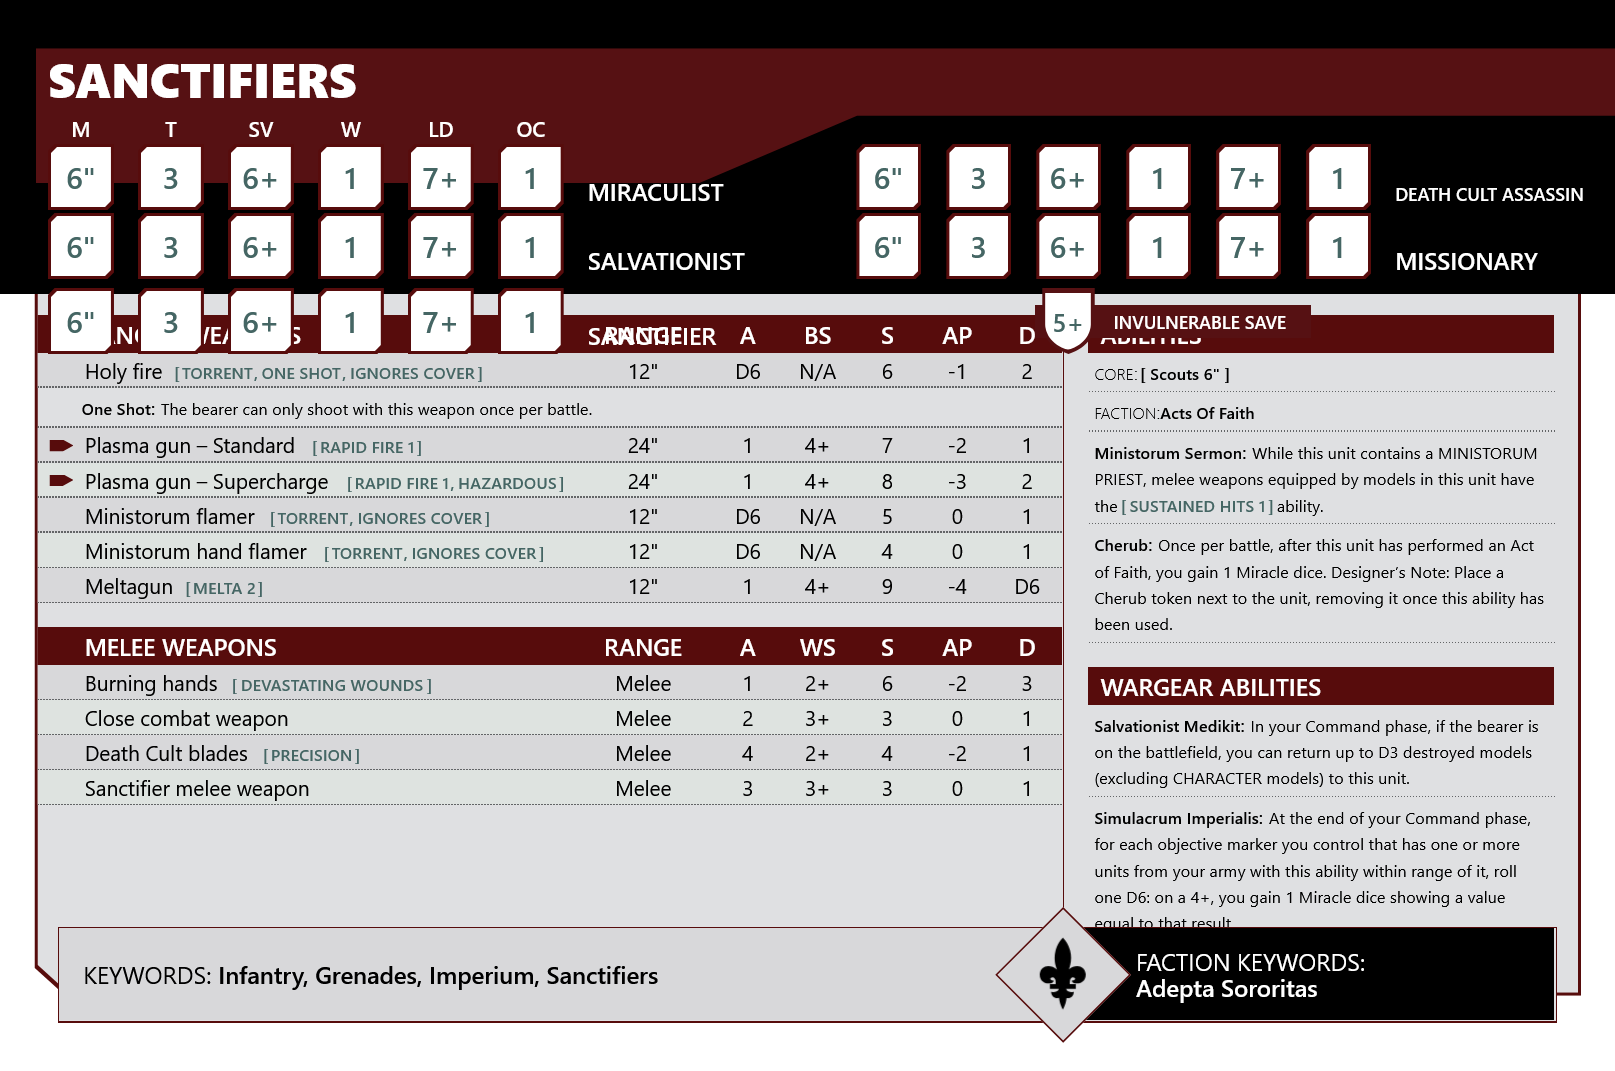 SANCTIFIERS
M T SV W LD OC
6" 3 6+ 1 7+ 1 MIRACULIST
6" 3 6+ 1 7+ 1 DEATH CULT ASSASSIN
6" 3 6+ 1 7+ 1 SALVATIONIST
6" 3 6+ 1 7+ 1 MISSIONARY
6" 3 6+ 1 7+ 1 SANCTIFIER
5+ INVULNERABLE SAVE
RANGE A BS S AP D
Holy fire [TORRENT, ONE SHOT, IGNORES COVER] 12" D6 N/A 6 -1 2
One Shot: The bearer can only shoot with this weapon once per battle.
Plasma gun – Standard [RAPID FIRE 1] 24" 1 4+ 7 -2 1
Plasma gun – Supercharge [RAPID FIRE 1, HAZARDOUS] 24" 1 4+ 8 -3 2
Ministorum flamer [TORRENT, IGNORES COVER] 12" D6 N/A 5 0 1
Ministorum hand flamer [TORRENT, IGNORES COVER] 12" D6 N/A 4 0 1
Meltagun [MELTA 2] 12" 1 4+ 9 -4 D6
MELEE WEAPONS RANGE A WS S AP D
Burning hands [DEVASTATING WOUNDS] Melee 1 2+ 6 -2 3
Close combat weapon Melee 2 3+ 3 0 1
Death Cult blades [PRECISION] Melee 4 2+ 4 -2 1
Sanctifier melee weapon Melee 3 3+ 3 0 1
ABILITIES
CORE: [ Scouts 6" ]
FACTION:Acts Of Faith
Ministorum Sermon: While this unit contains a MINISTORUM
PRIEST, melee weapons equipped by models in this unit have
the [ SUSTAINED HITS 1] ability.
Cherub: Once per battle, after this unit has performed an Act
of Faith, you gain 1 Miracle dice. Designer’s Note: Place a
Cherub token next to the unit, removing it once this ability has
been used.
WARGEAR ABILITIES
Salvationist Medikit: In your Command phase, if the bearer is
on the battlefield, you can return up to D3 destroyed models
(excluding CHARACTER models) to this unit.
Simulacrum Imperialis: At the end of your Command phase,
for each objective marker you control that has one or more
units from your army with this ability within range of it, roll
one D6: on a 4+, you gain 1 Miracle dice showing a value
equal to that result
KEYWORDS: Infantry, Grenades, Imperium, Sanctifiers
FACTION KEYWORDS:
Adepta Sororitas